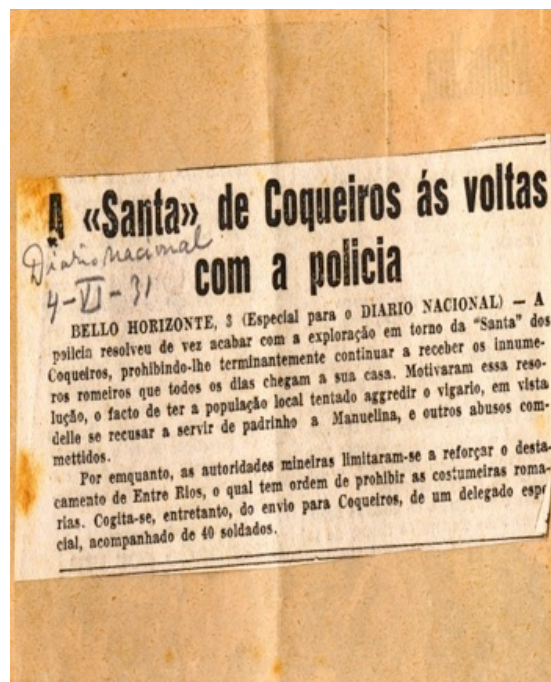 A «Santa» de Coqueiros ás voltas
com a policia
Diario Nacional
4-VI-31
BELLO HORIZONTE, 3 (Especial para o DIARIO NACIONAL) — A
policia resolveu de vez acabar com a exploração em torno da "Santa" dos
Coqueiros, prohibindo-lhe terminantemente continuar a receber os innume-
ros romeiros que todos os dias chegam a sua casa. Motivaram essa reso-
lução, o facto de ter a população local tentado aggredir o vigario, em vista
delle se recusar a servir de padrinho a Manuelina, e outros abusos com-
mettidos.
Por emquanto, as autoridades mineiras limitaram-se a reforçar o desta-
camento de Entre Rios, o qual tem ordem de prohibir as costumeiras roma-
rias. Cogita-se, entretanto, do envio para Coqueiros, de um delegado espe
cial, acompanhado de 40 soldados.